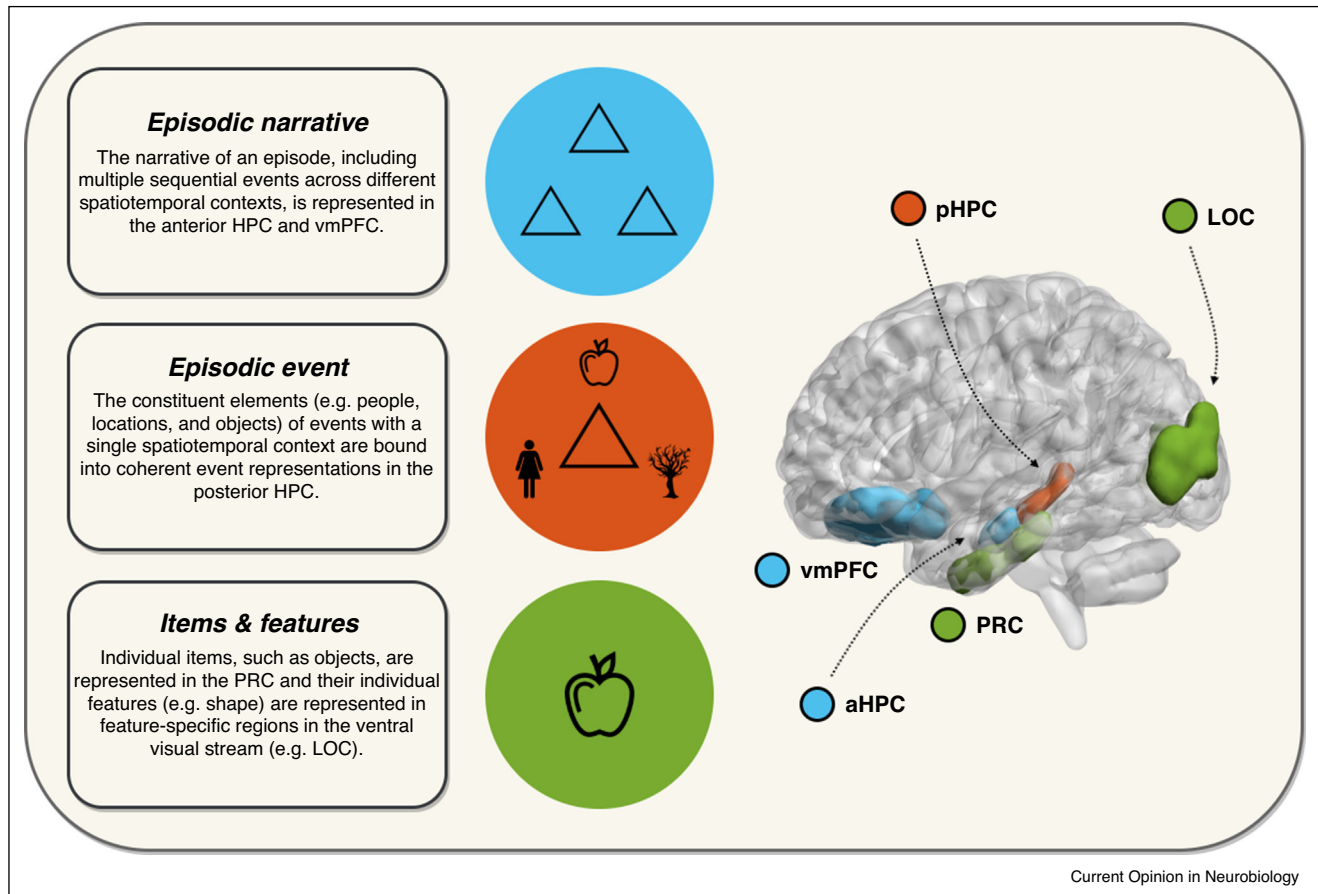 Episodic narrative
The narrative of an episode, including
multiple sequential events across different
spatiotemporal contexts, is represented in
the anterior HPC and vmPFC.
Episodic event
The constituent elements (e.g. people,
locations, and objects) of events with a
single spatiotemporal context are bound
into coherent event representations in the
posterior HPC.
Items & features
Individual items, such as objects, are
represented in the PRC and their individual
features (e.g. shape) are represented in
feature-specific regions in the ventral
visual stream (e.g. LOC).
pHPC
LOC
vmPFC
PRC
aHPC
Current Opinion in Neurobiology